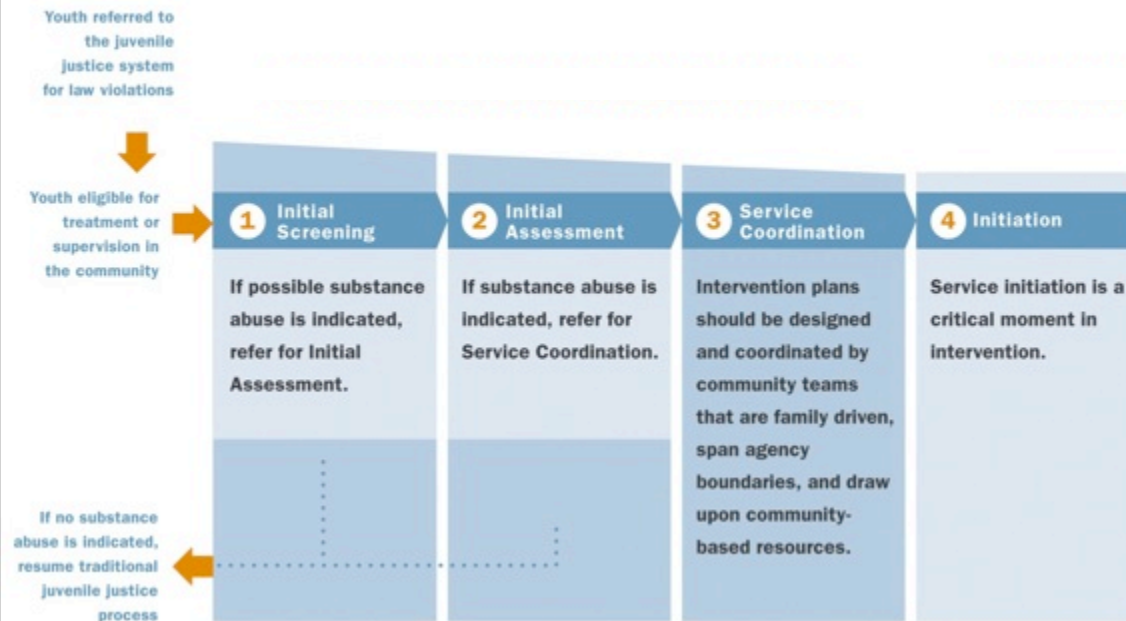 Youth referred to
the juvenile
justice system
for law violations
Youth eligible for
treatment or
supervision in
the community
1 Initial
Screening
If possible substance
abuse is indicated,
refer for Initial
Assessment.
2 Initial
Assessment
If substance abuse is
indicated, refer for
Service Coordination.
3 Service
Coordination
Intervention plans
should be designed
and coordinated by
community teams
that are family driven,
span agency
boundaries, and draw
upon community-
based resources.
4 Initiation
Service initiation is a
critical moment in
intervention.
If no substance
abuse is indicated,
resume traditional
juvenile justice
process